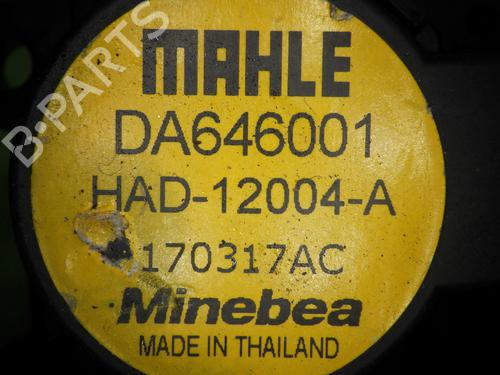 MAHLE
DA646001
HAD-12004-A
170317AC
Minebea
MADE IN THAILAND
B-PARTS